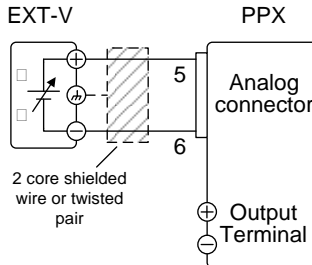 EXT-V
PPX
5
Analog
connector
6
2 core shielded
wire or twisted
pair
Output
Terminal